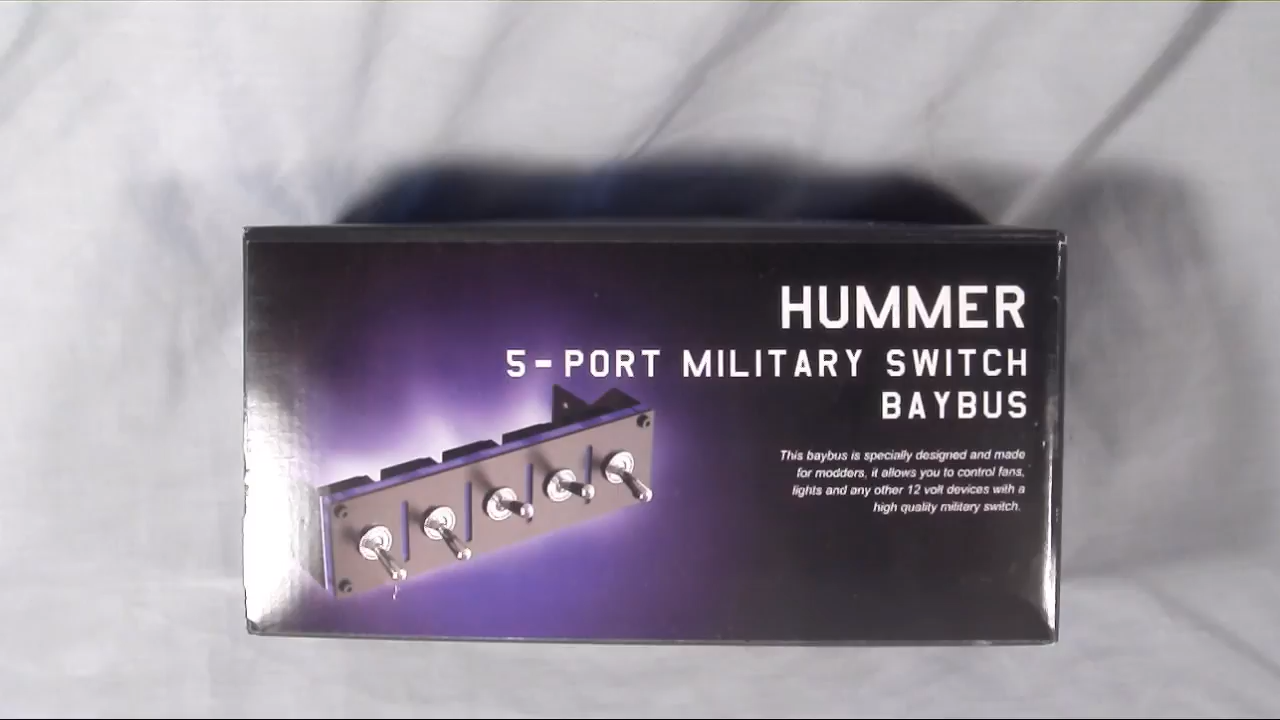 HUMMER
5-PORT MILITARY SWITCH
BAYBUS
This baybus is specially designed and made
for modders, it allows you to control fans,
lights and any other 12 volt devices with a
high quality military switch.